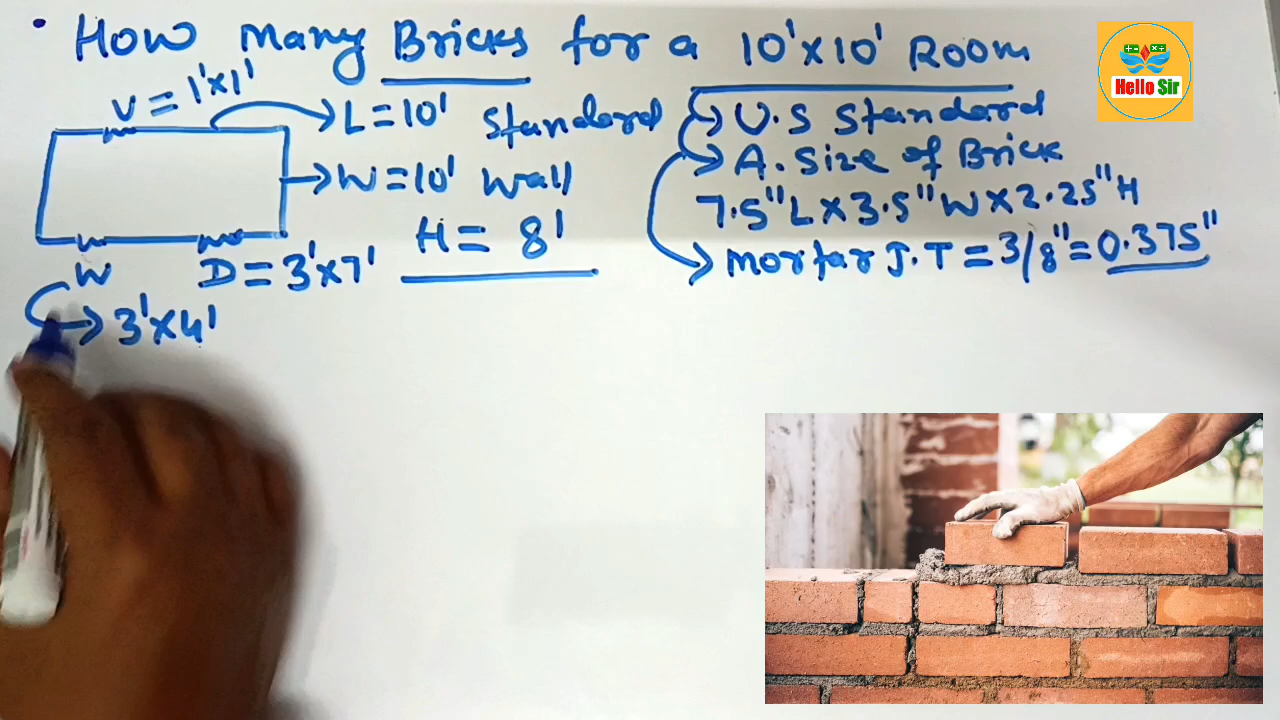 • How Many Bricks for a 10'x10' Room
V = 1'x1'
L = 10' Standard
W = 10' Wall
H = 8'
W
D = 3'x7'
3'x4'
U.S Standard
A. Size of Brick
7.5"L x 3.5"W x 2.25"H
Mortar J.T = 3/8" = 0.375"
+- ×÷
Hello Sir